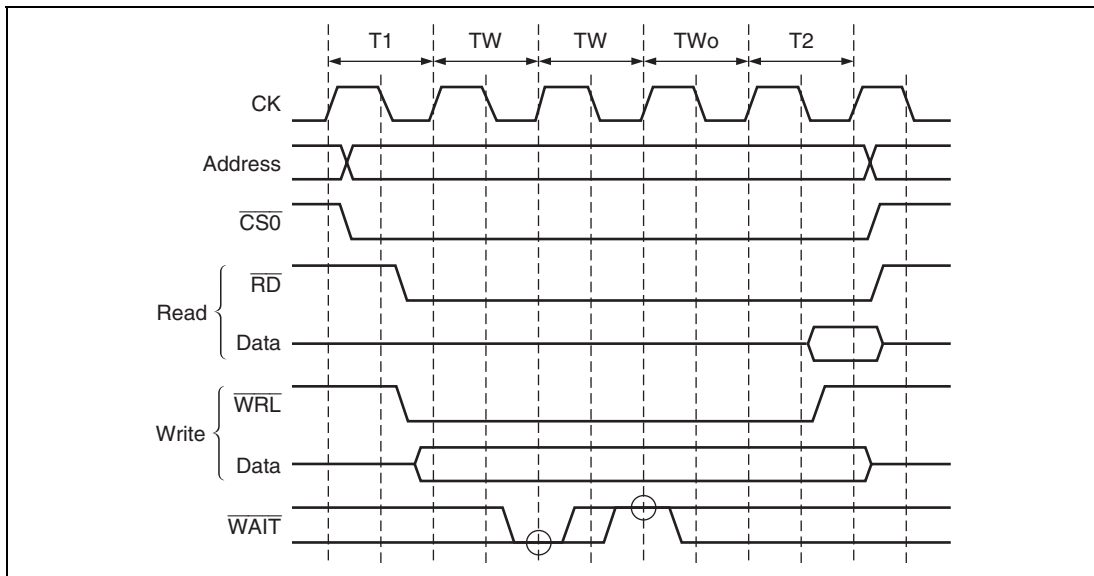 T1 TW TW TWo T2
CK
Address
CS0
RD
Read
Data
WRL
Write
Data
WAIT